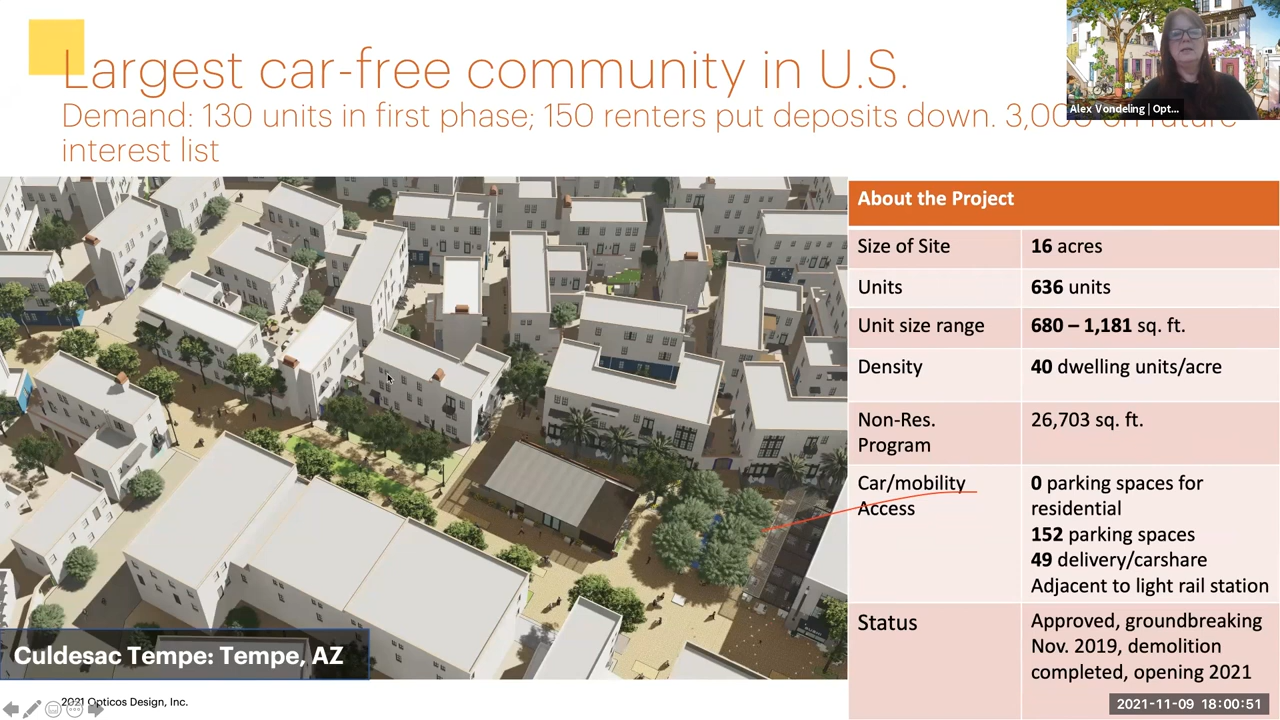 Largest car-free community in U.S.
Demand: 130 units in first phase; 150 renters put deposits down. 3,000 on future
interest list
Alex Vondeling | Opt...
About the Project
Size of Site 16 acres
Units 636 units
Unit size range 680 – 1,181 sq. ft.
Density 40 dwelling units/acre
Non-Res. Program 26,703 sq. ft.
Car/mobility Access 0 parking spaces for
residential
152 parking spaces
49 delivery/carshare
Adjacent to light rail station
Status Approved, groundbreaking
Nov. 2019, demolition
completed, opening 2021
Culdesac Tempe: Tempe, AZ
2021 Opticos Design, Inc.
2021-11-09 18:00:51